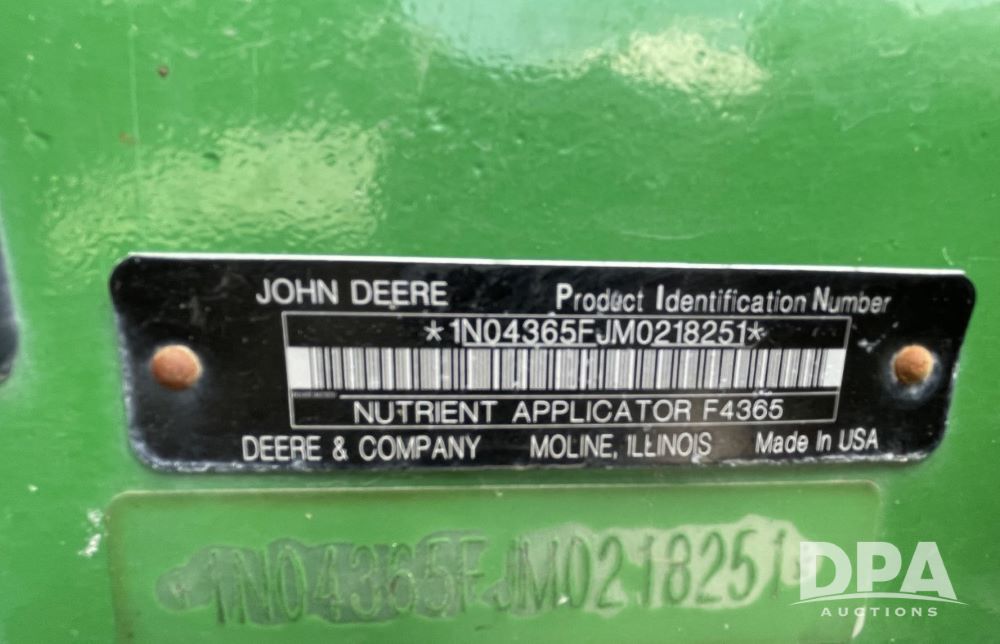 JOHN DEERE Product Identification Number
*1N04365FJM0218251*
NUTRIENT APPLICATOR F4365
DEERE & COMPANY MOLINE, ILLINOIS Made In USA
1N04365FJM0218251
DPA
AUCTIONS